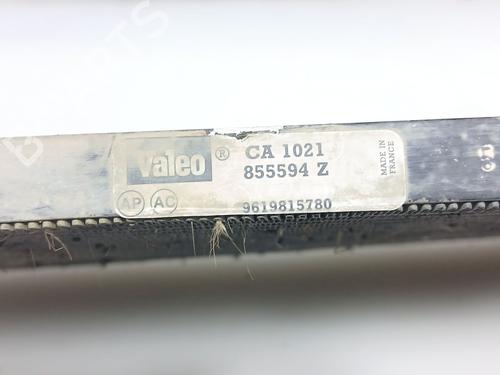 Valeo ® CA 1021
855594 Z
AP AC 9619815780
MADE IN
FRANCE